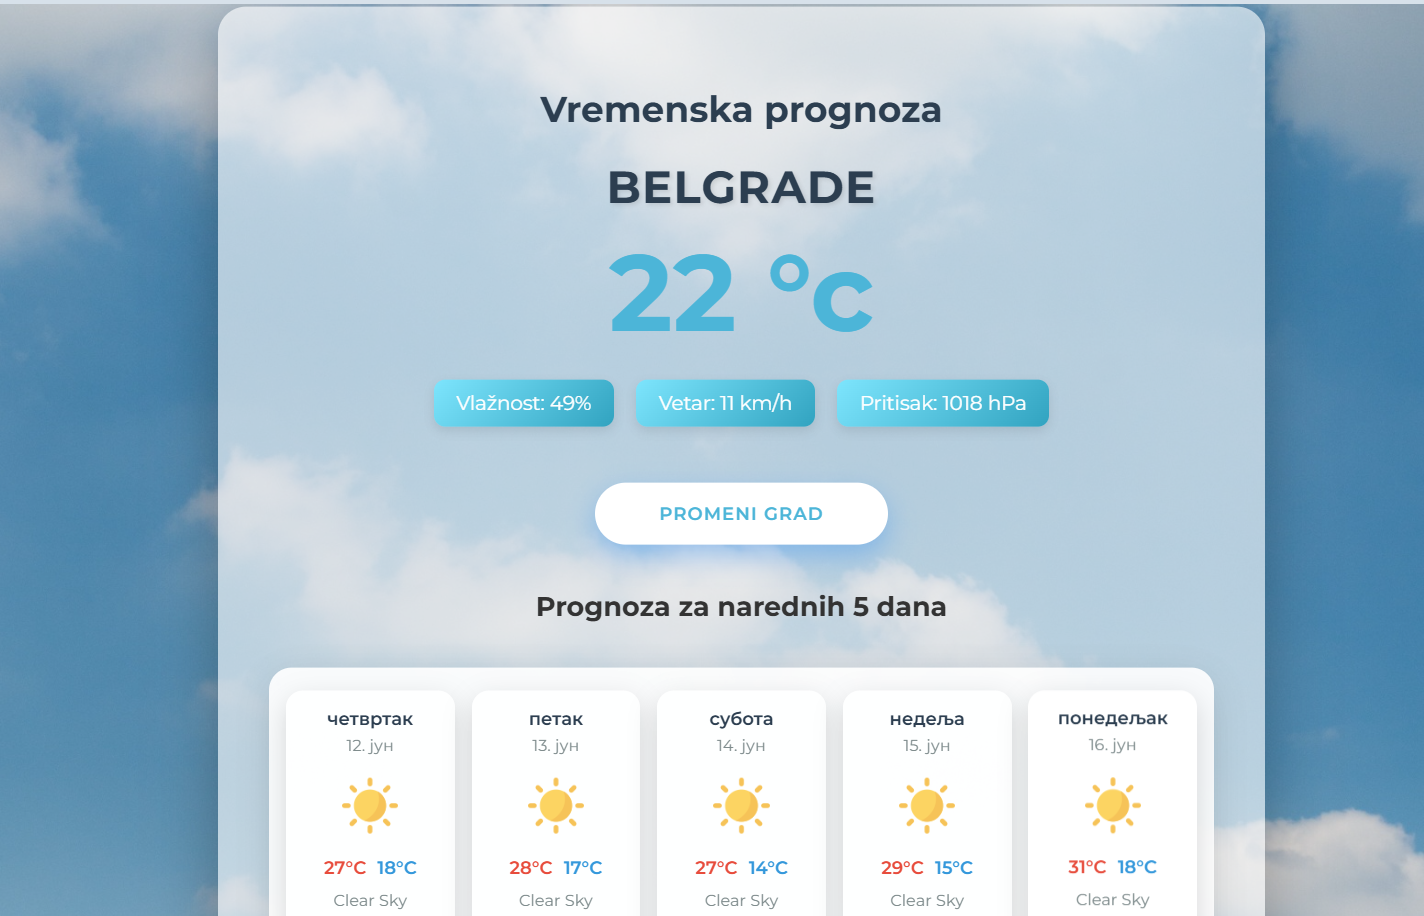 Vremenska prognoza
BELGRADE
22 °c
Vlažnost: 49% Vetar: 11 km/h Pritisak: 1018 hPa
PROMENI GRAD
Prognoza za narednih 5 dana
четвртак
12. јун
27°C 18°C
Clear Sky
петак
13. јун
28°C 17°C
Clear Sky
субота
14. јун
27°C 14°C
Clear Sky
недеља
15. јун
29°C 15°C
Clear Sky
понедељак
16. јун
31°C 18°C
Clear Sky